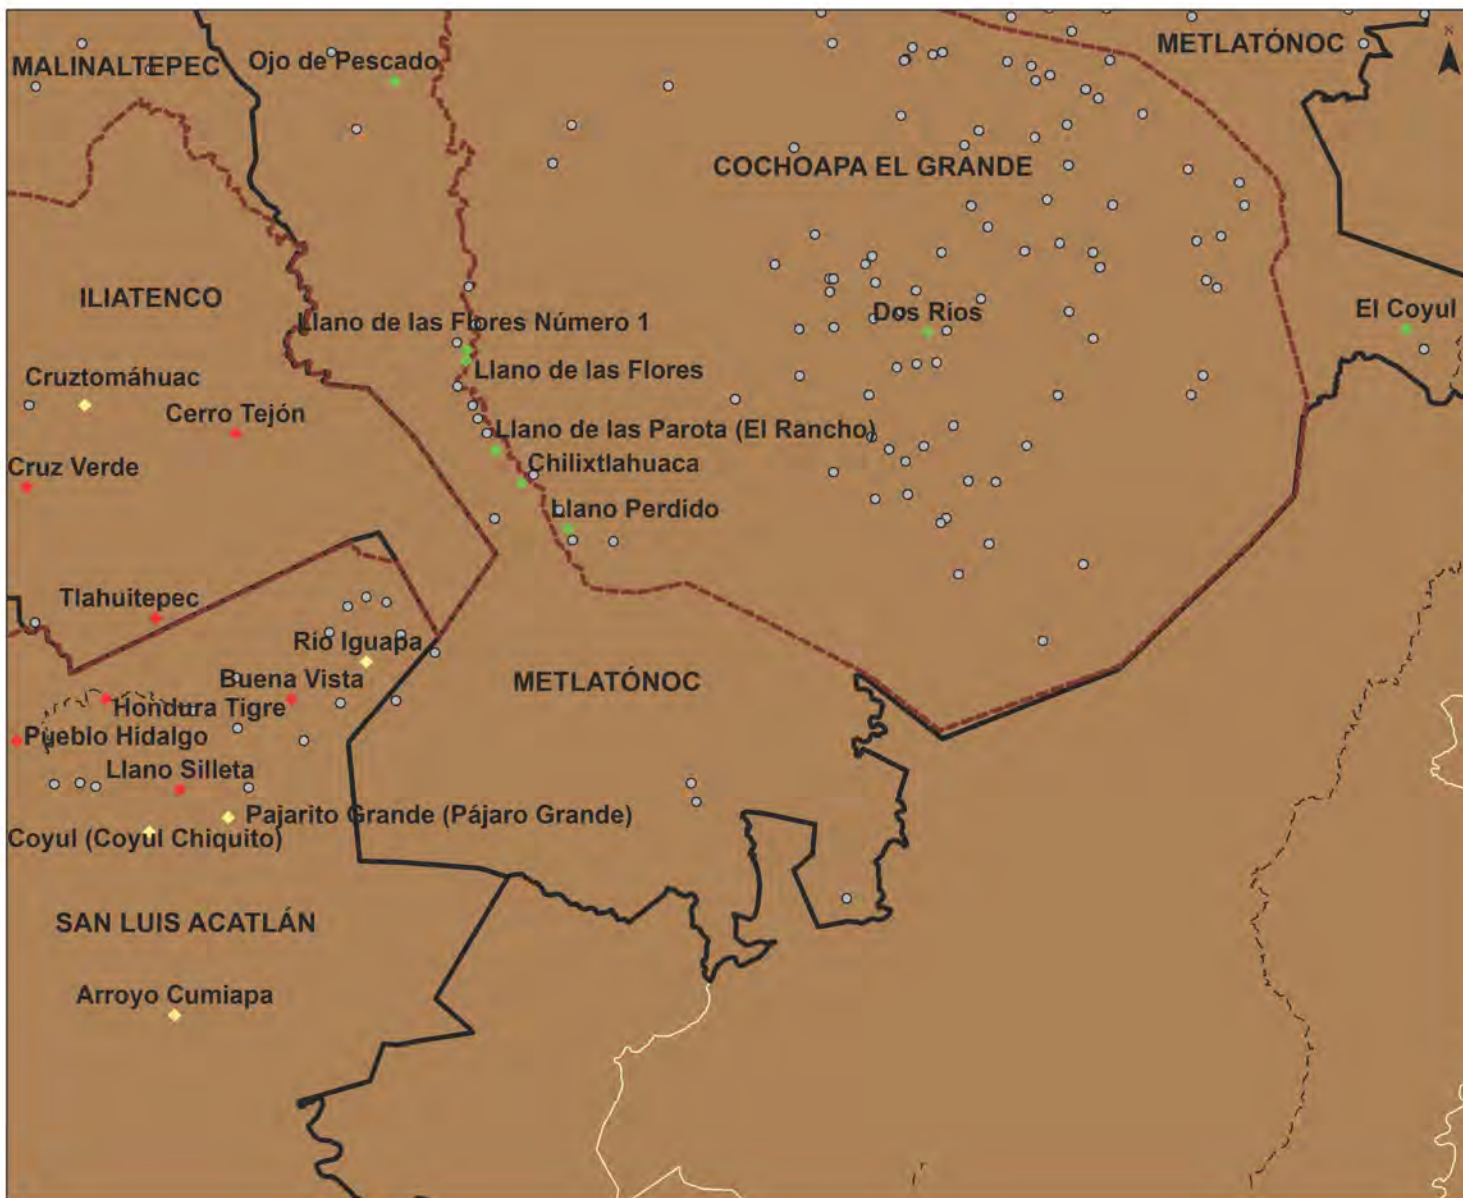 METLATÓNOC
MALINALTEPEC
Ojo de Pescado
COCHOAPA EL GRANDE
ILIATENCO
Llano de las Flores Número 1
Dos Ríos
El Coyul
Cruztomáhuac
Llano de las Flores
Cerro Tejón
Llano de las Parota (El Rancho)
Cruz Verde
Chilixtlahuaca
Llano Perdido
Tlahuitepec
Río Iguapa
Buena Vista
METLATÓNOC
Hondura Tigre
Pueblo Hidalgo
Llano Silleta
Pajarito Grande (Pájaro Grande)
Coyul (Coyul Chiquito)
SAN LUIS ACATLÁN
Arroyo Cumiapa